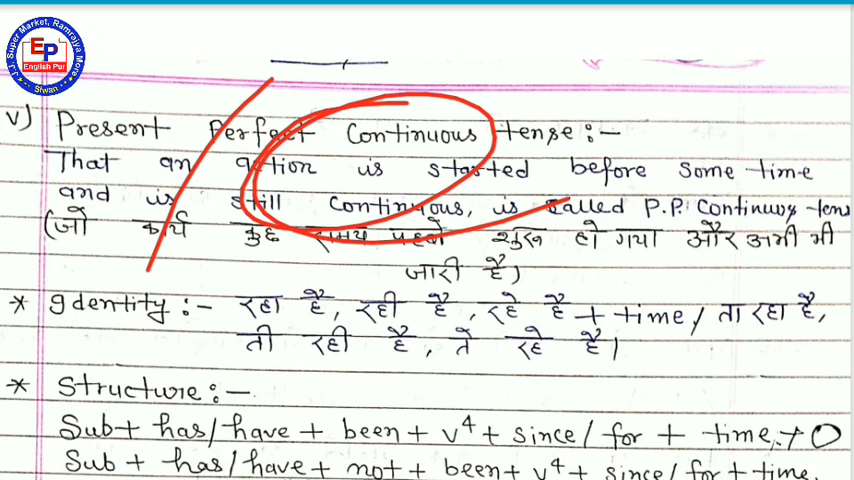 J.J. Super Market, Ramrajya More
EP
English Pur
Siwan
v) Present Perfect Continuous tense:-
That an action is started before some time
and is still continuous, is called P.P. Continuous tens
(जो कार्य कुछ समय पहले शुरू हो गया और अभी भी
जारी है)
* Identity:- रहा है, रही है, रहे है + time / ता रहा है,
ती रही है, ते रहे है।
* Structure:-
Sub + has/have + been + v4 + since/for + time + O
Sub + has/have + not + been + v4 + since/for + time.